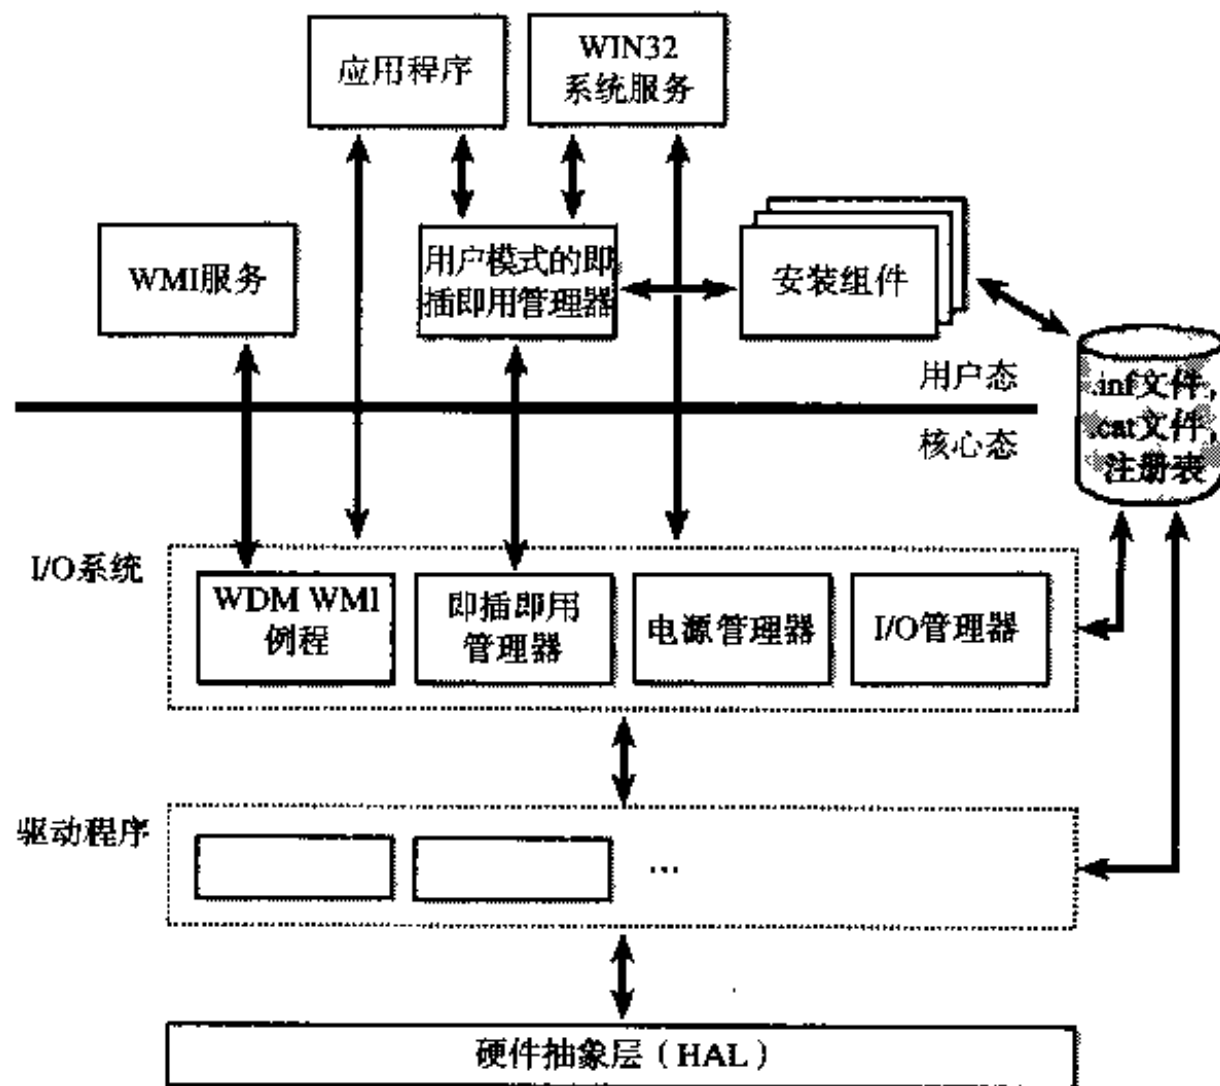 应用程序
WIN32
系统服务
WMI服务
用户模式的即
插即用管理器
安装组件
用户态
核心态
.inf文件,
.cat文件,
注册表
I/O系统
WDM WMI
例程
即插即用
管理器
电源管理器
I/O管理器
驱动程序
...
硬件抽象层（HAL）